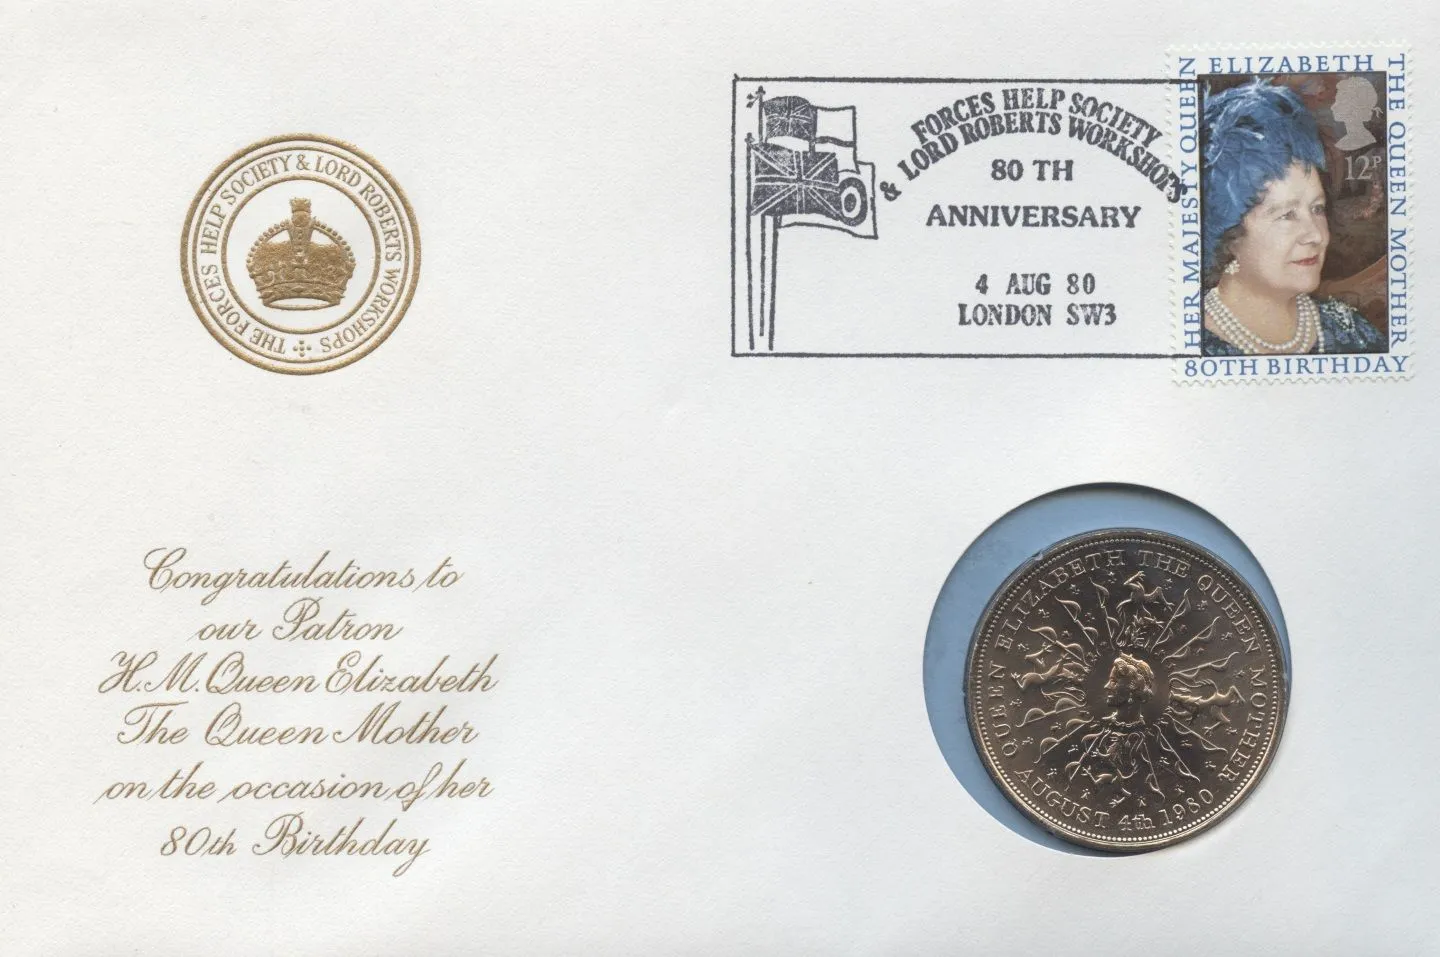 THE FORCES HELP SOCIETY & LORD ROBERTS WORKSHOPS
FORCES HELP SOCIETY
& LORD ROBERTS WORKSHOPS
80 TH
ANNIVERSARY
4 AUG 80
LONDON SW3
HER MAJESTY QUEEN
ELIZABETH
THE QUEEN MOTHER
12P
80TH BIRTHDAY
Congratulations to
our Patron
H.M. Queen Elizabeth
The Queen Mother
on the occasion of her
80th Birthday
QUEEN ELIZABETH THE QUEEN MOTHER
AUGUST 4th 1980